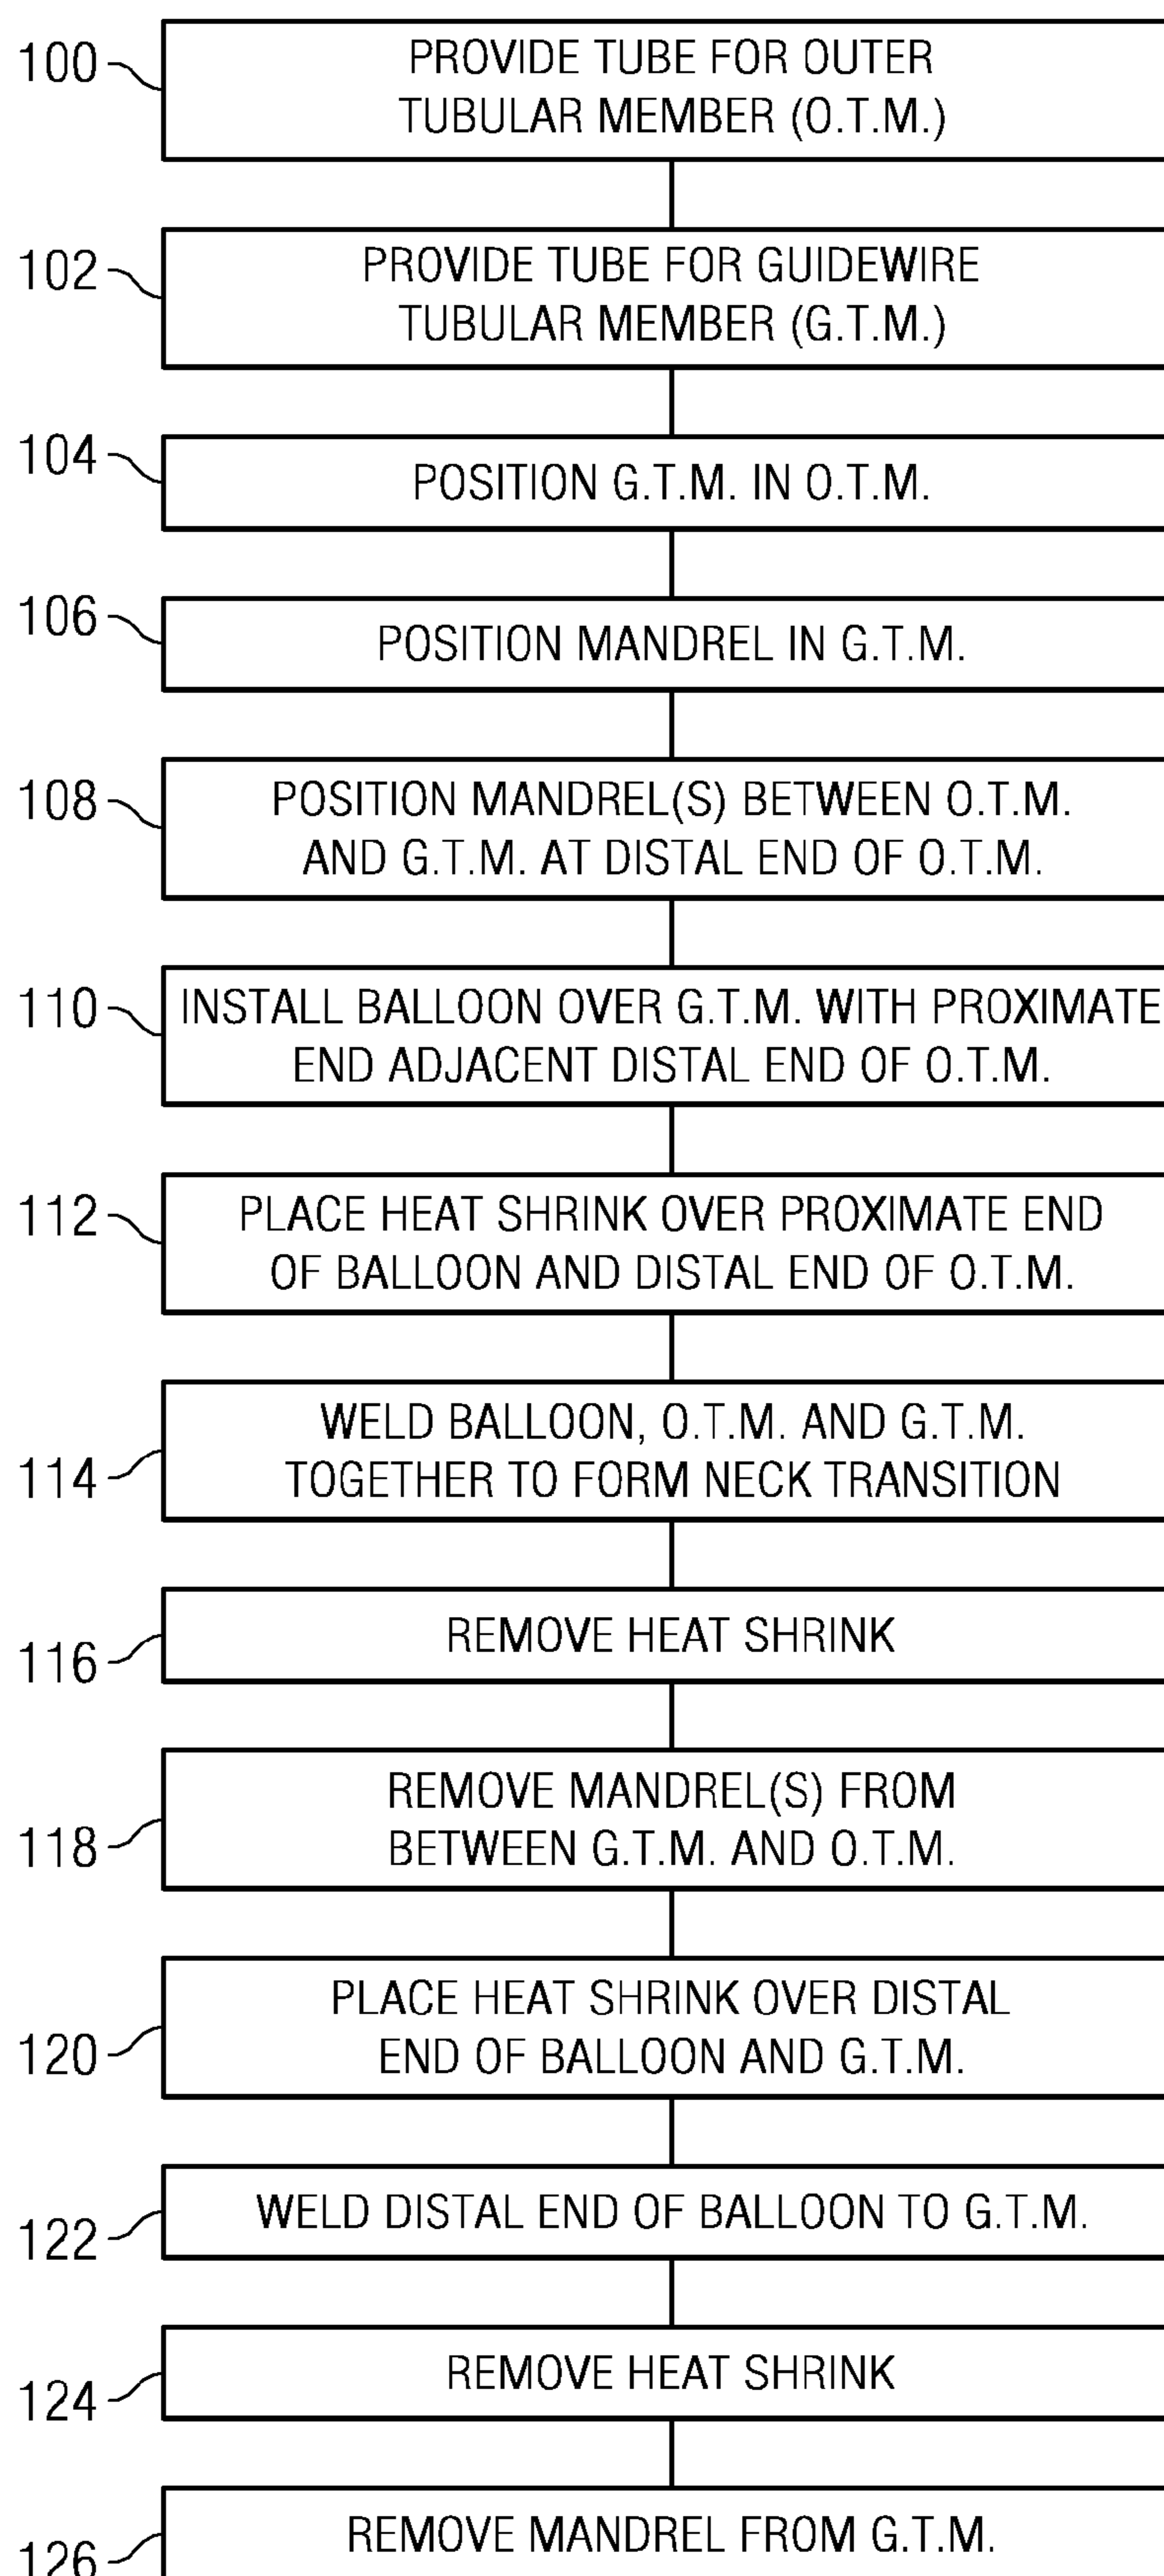 100
PROVIDE TUBE FOR OUTER
TUBULAR MEMBER (O.T.M.)
102
PROVIDE TUBE FOR GUIDEWIRE
TUBULAR MEMBER (G.T.M.)
104
POSITION G.T.M. IN O.T.M.
106
POSITION MANDREL IN G.T.M.
108
POSITION MANDREL(S) BETWEEN O.T.M.
AND G.T.M. AT DISTAL END OF O.T.M.
110
INSTALL BALLOON OVER G.T.M. WITH PROXIMATE
END ADJACENT DISTAL END OF O.T.M.
112
PLACE HEAT SHRINK OVER PROXIMATE END
OF BALLOON AND DISTAL END OF O.T.M.
114
WELD BALLOON, O.T.M. AND G.T.M.
TOGETHER TO FORM NECK TRANSITION
116
REMOVE HEAT SHRINK
118
REMOVE MANDREL(S) FROM
BETWEEN G.T.M. AND O.T.M.
120
PLACE HEAT SHRINK OVER DISTAL
END OF BALLOON AND G.T.M.
122
WELD DISTAL END OF BALLOON TO G.T.M.
124
REMOVE HEAT SHRINK
126
REMOVE MANDREL FROM G.T.M.